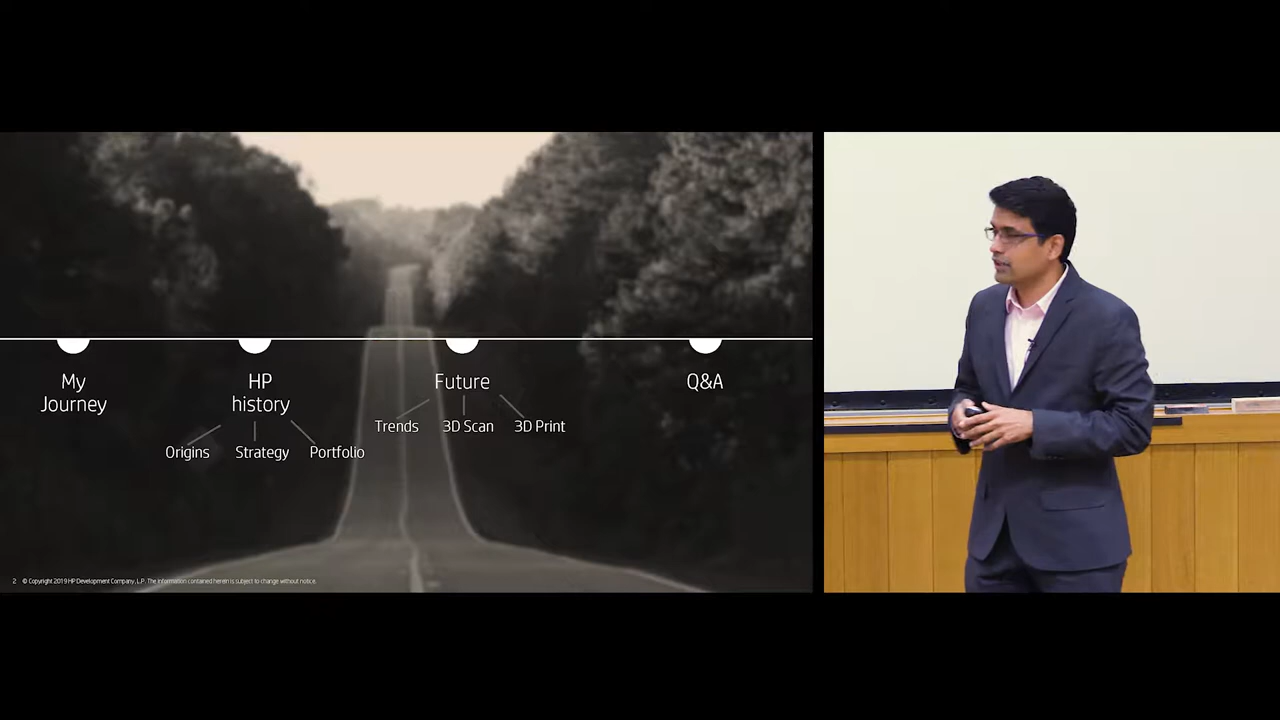 My
Journey
HP
history
Origins
Strategy
Portfolio
Future
Trends
3D Scan
3D Print
Q&A
2 © Copyright 2019 HP Development Company, L.P. The information contained herein is subject to change without notice.